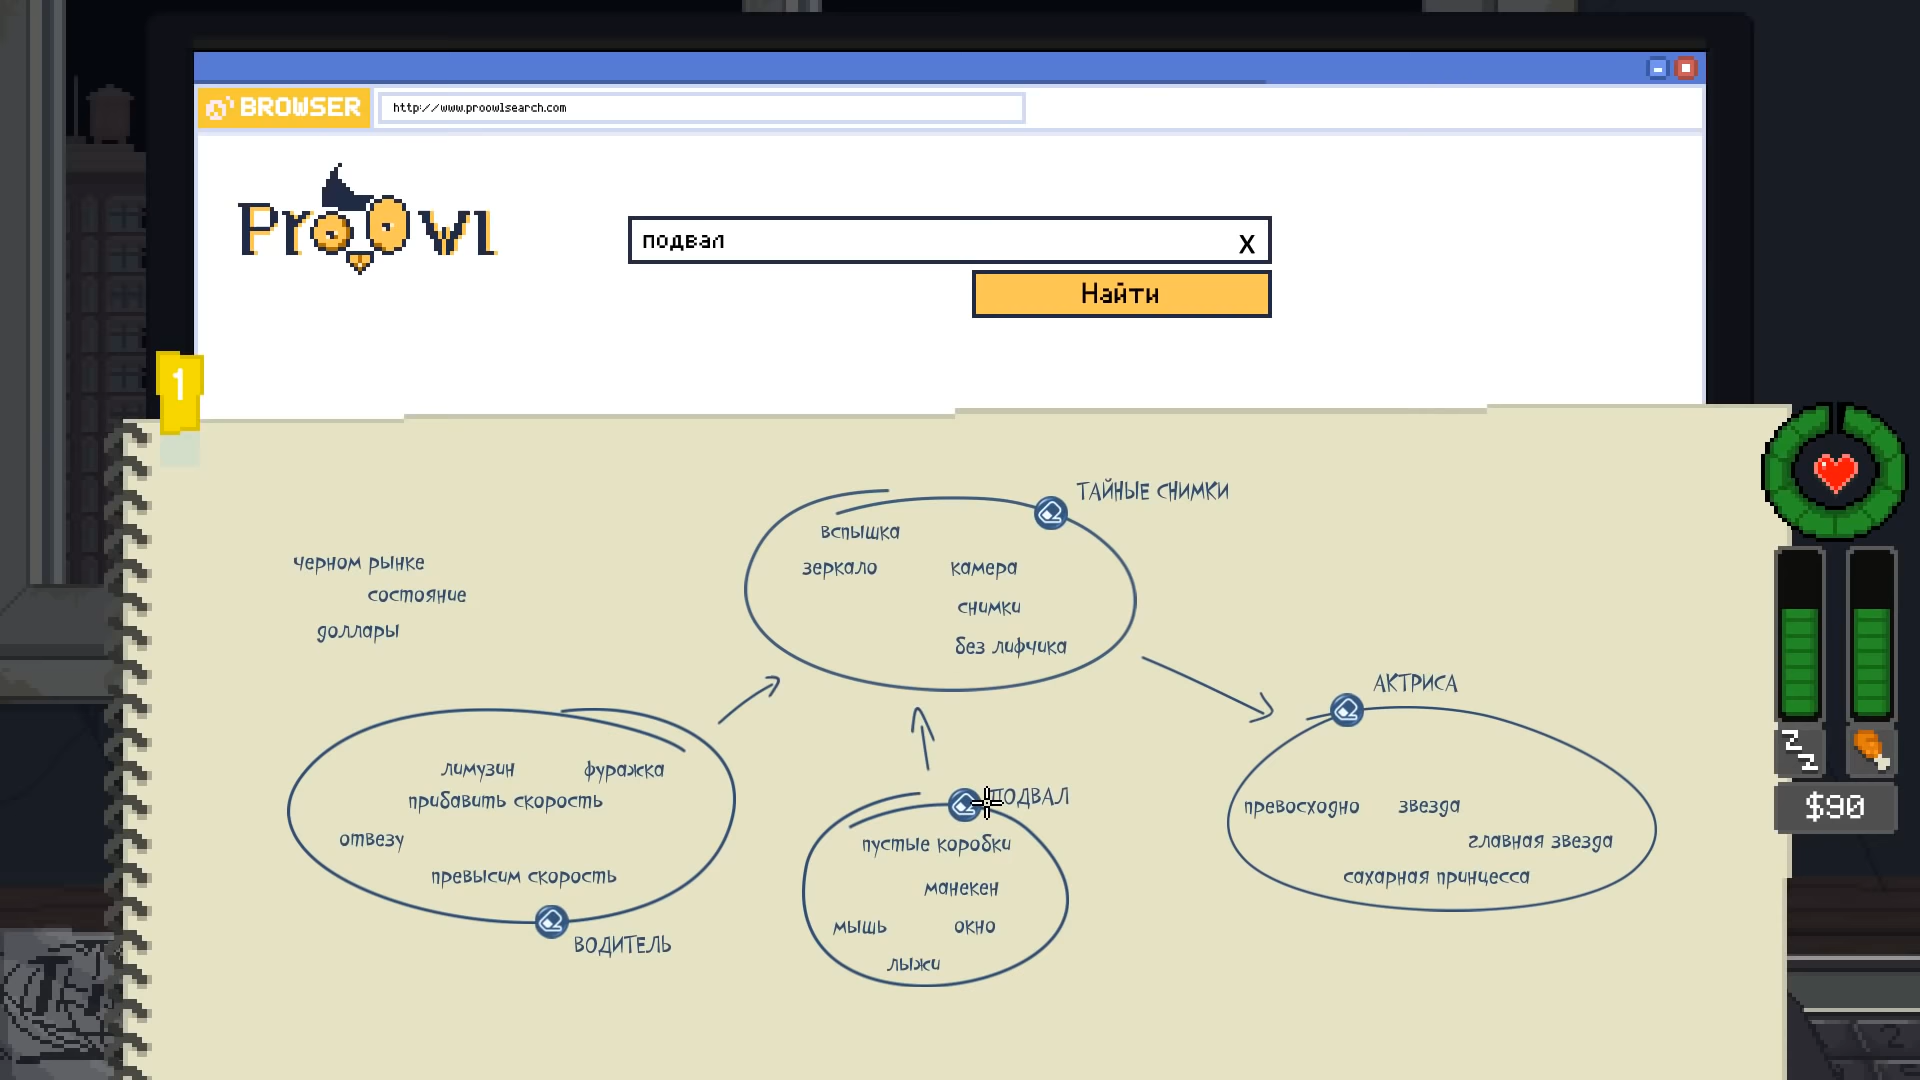 BROWSER
http://www.proowlsearch.com
PrOOwl
подвал
X
Найти
1
ТАЙНЫЕ СНИМКИ
вспышка
зеркало
камера
снимки
без лифчика
черном рынке
состояние
доллары
АКТРИСА
превосходно
звезда
главная звезда
сахарная принцесса
лимузин
фуражка
прибавить скорость
отвезу
превысим скорость
ВОДИТЕЛЬ
ПОДВАЛ
пустые коробки
манекен
мышь
окно
лыжи
$90